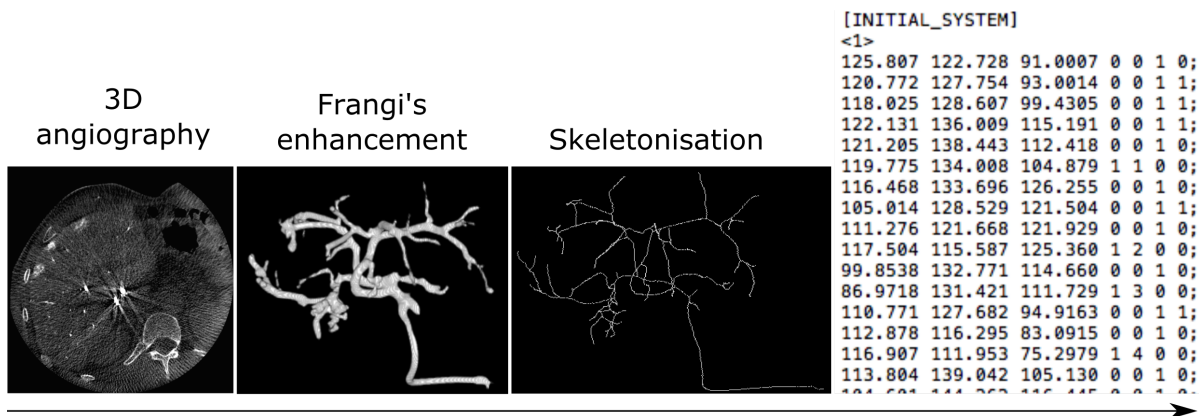 3D
angiography
Frangi's
enhancement
Skeletonisation
[INITIAL_SYSTEM]
<1>
125.807 122.728 91.0007 0 0 1 0;
120.772 127.754 93.0014 0 0 1 1;
118.025 128.607 99.4305 0 0 1 1;
122.131 136.009 115.191 0 0 1 1;
121.205 138.443 112.418 0 0 1 0;
119.775 134.008 104.879 1 1 0 0;
116.468 133.696 126.255 0 0 1 0;
105.014 128.529 121.504 0 0 1 1;
111.276 121.668 121.929 0 0 1 0;
117.504 115.587 125.360 1 2 0 0;
99.8538 132.771 114.660 0 0 1 0;
86.9718 131.421 111.729 1 3 0 0;
110.771 127.682 94.9163 0 0 1 1;
112.878 116.295 83.0915 0 0 1 0;
116.907 111.953 75.2979 1 4 0 0;
113.804 139.042 105.130 0 0 1 0;